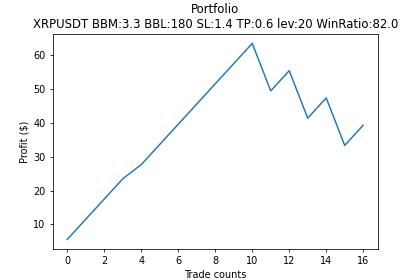 Portfolio
XRPUSDT BBM:3.3 BBL:180 SL:1.4 TP:0.6 lev:20 WinRatio:82.0
60
50
40
30
20
10
Profit ($)
0 2 4 6 8 10 12 14 16
Trade counts